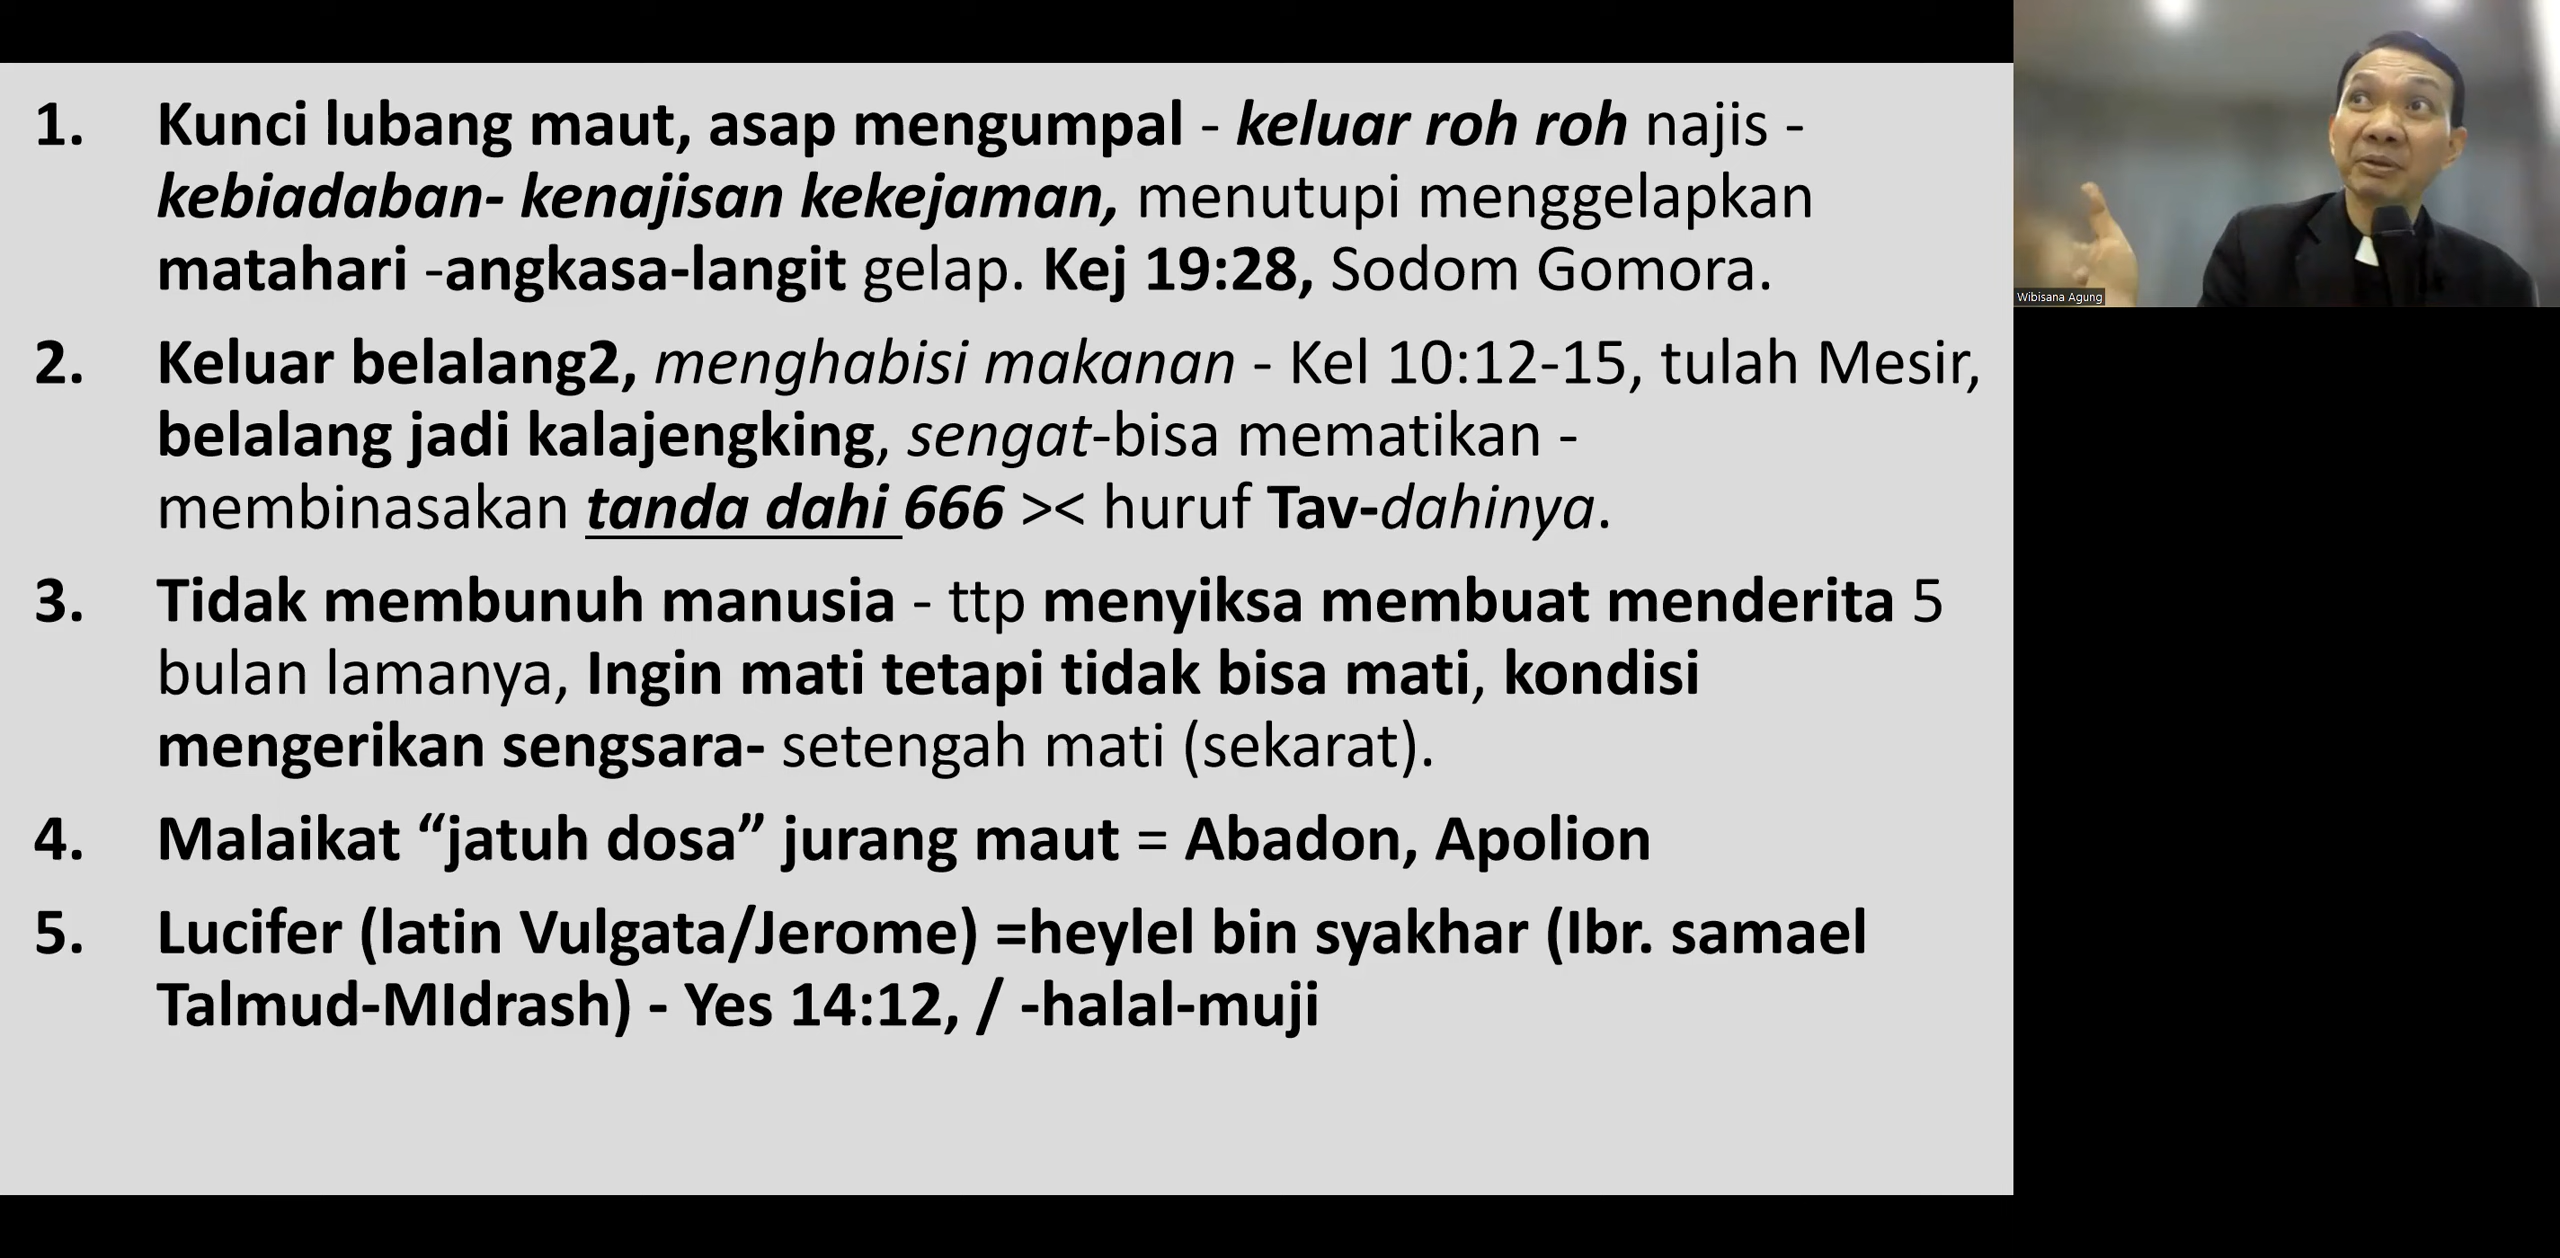 1. Kunci lubang maut, asap mengumpal - keluar roh roh najis -
kebiadaban- kenajisan kekejaman, menutupi menggelapkan
matahari -angkasa-langit gelap. Kej 19:28, Sodom Gomora.
2. Keluar belalang2, menghabisi makanan - Kel 10:12-15, tulah Mesir,
belalang jadi kalajengking, sengat-bisa mematikan -
membinasakan tanda dahi 666 >< huruf Tav-dahinya.
3. Tidak membunuh manusia - ttp menyiksa membuat menderita 5
bulan lamanya, Ingin mati tetapi tidak bisa mati, kondisi
mengerikan sengsara- setengah mati (sekarat).
4. Malaikat “jatuh dosa” jurang maut = Abadon, Apolion
5. Lucifer (latin Vulgata/Jerome) =heylel bin syakhar (Ibr. samael
Talmud-MIdrash) - Yes 14:12, / -halal-muji
Wibisana Agung